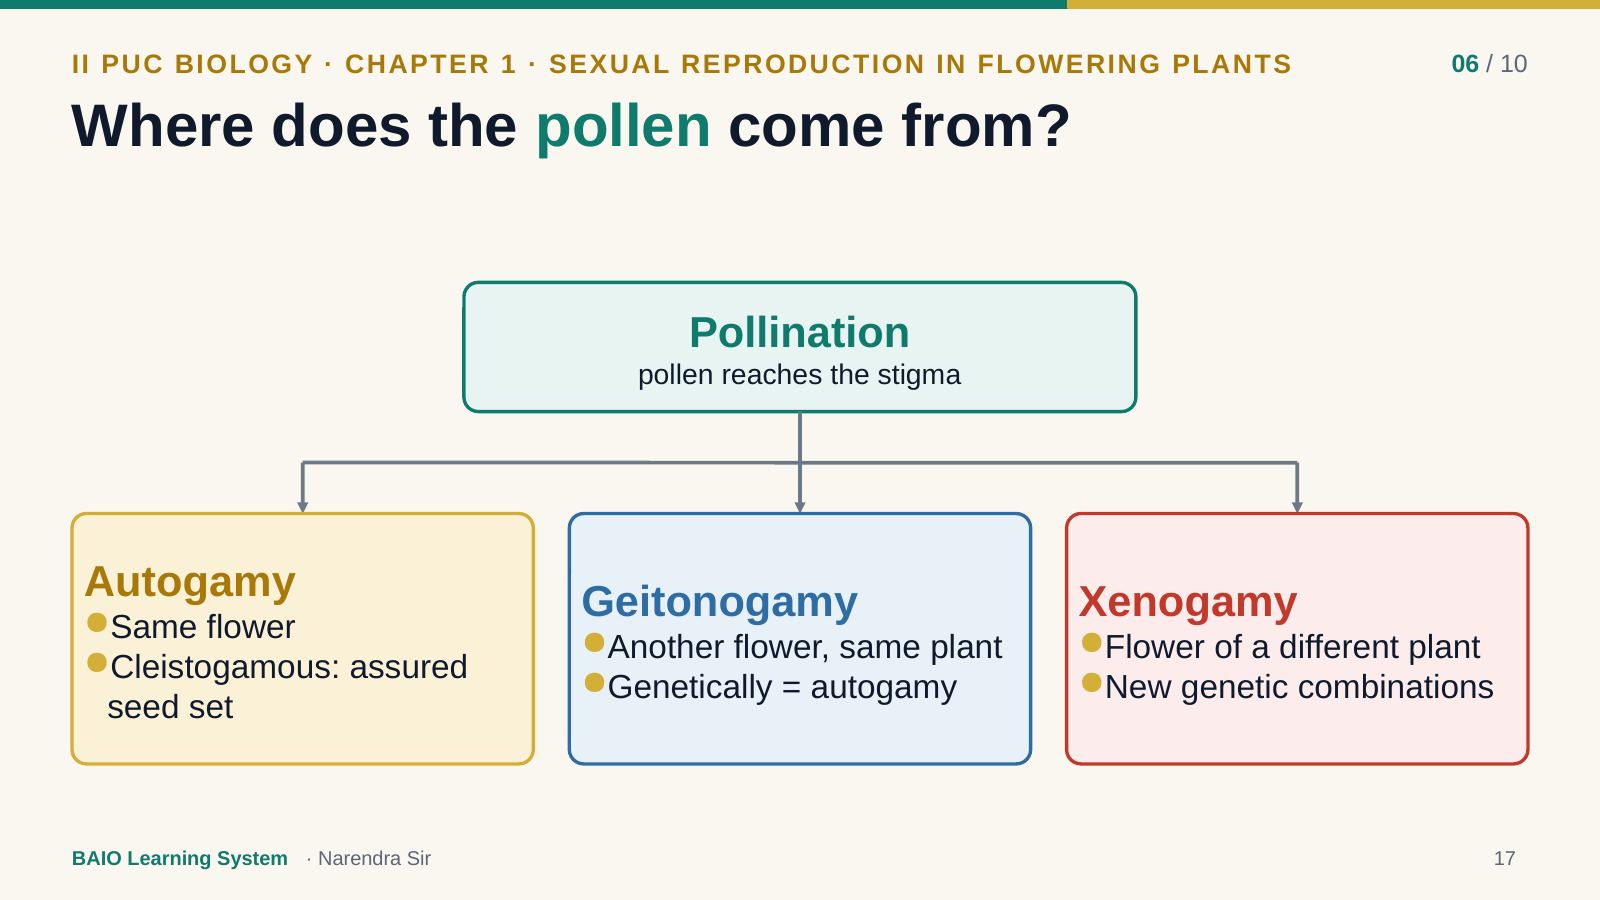 II PUC BIOLOGY · CHAPTER 1 · SEXUAL REPRODUCTION IN FLOWERING PLANTS
06 / 10
Where does the pollen come from?
Pollination
pollen reaches the stigma
Autogamy
● Same flower
● Cleistogamous: assured
seed set
Geitonogamy
● Another flower, same plant
● Genetically = autogamy
Xenogamy
● Flower of a different plant
● New genetic combinations
BAIO Learning System · Narendra Sir
17